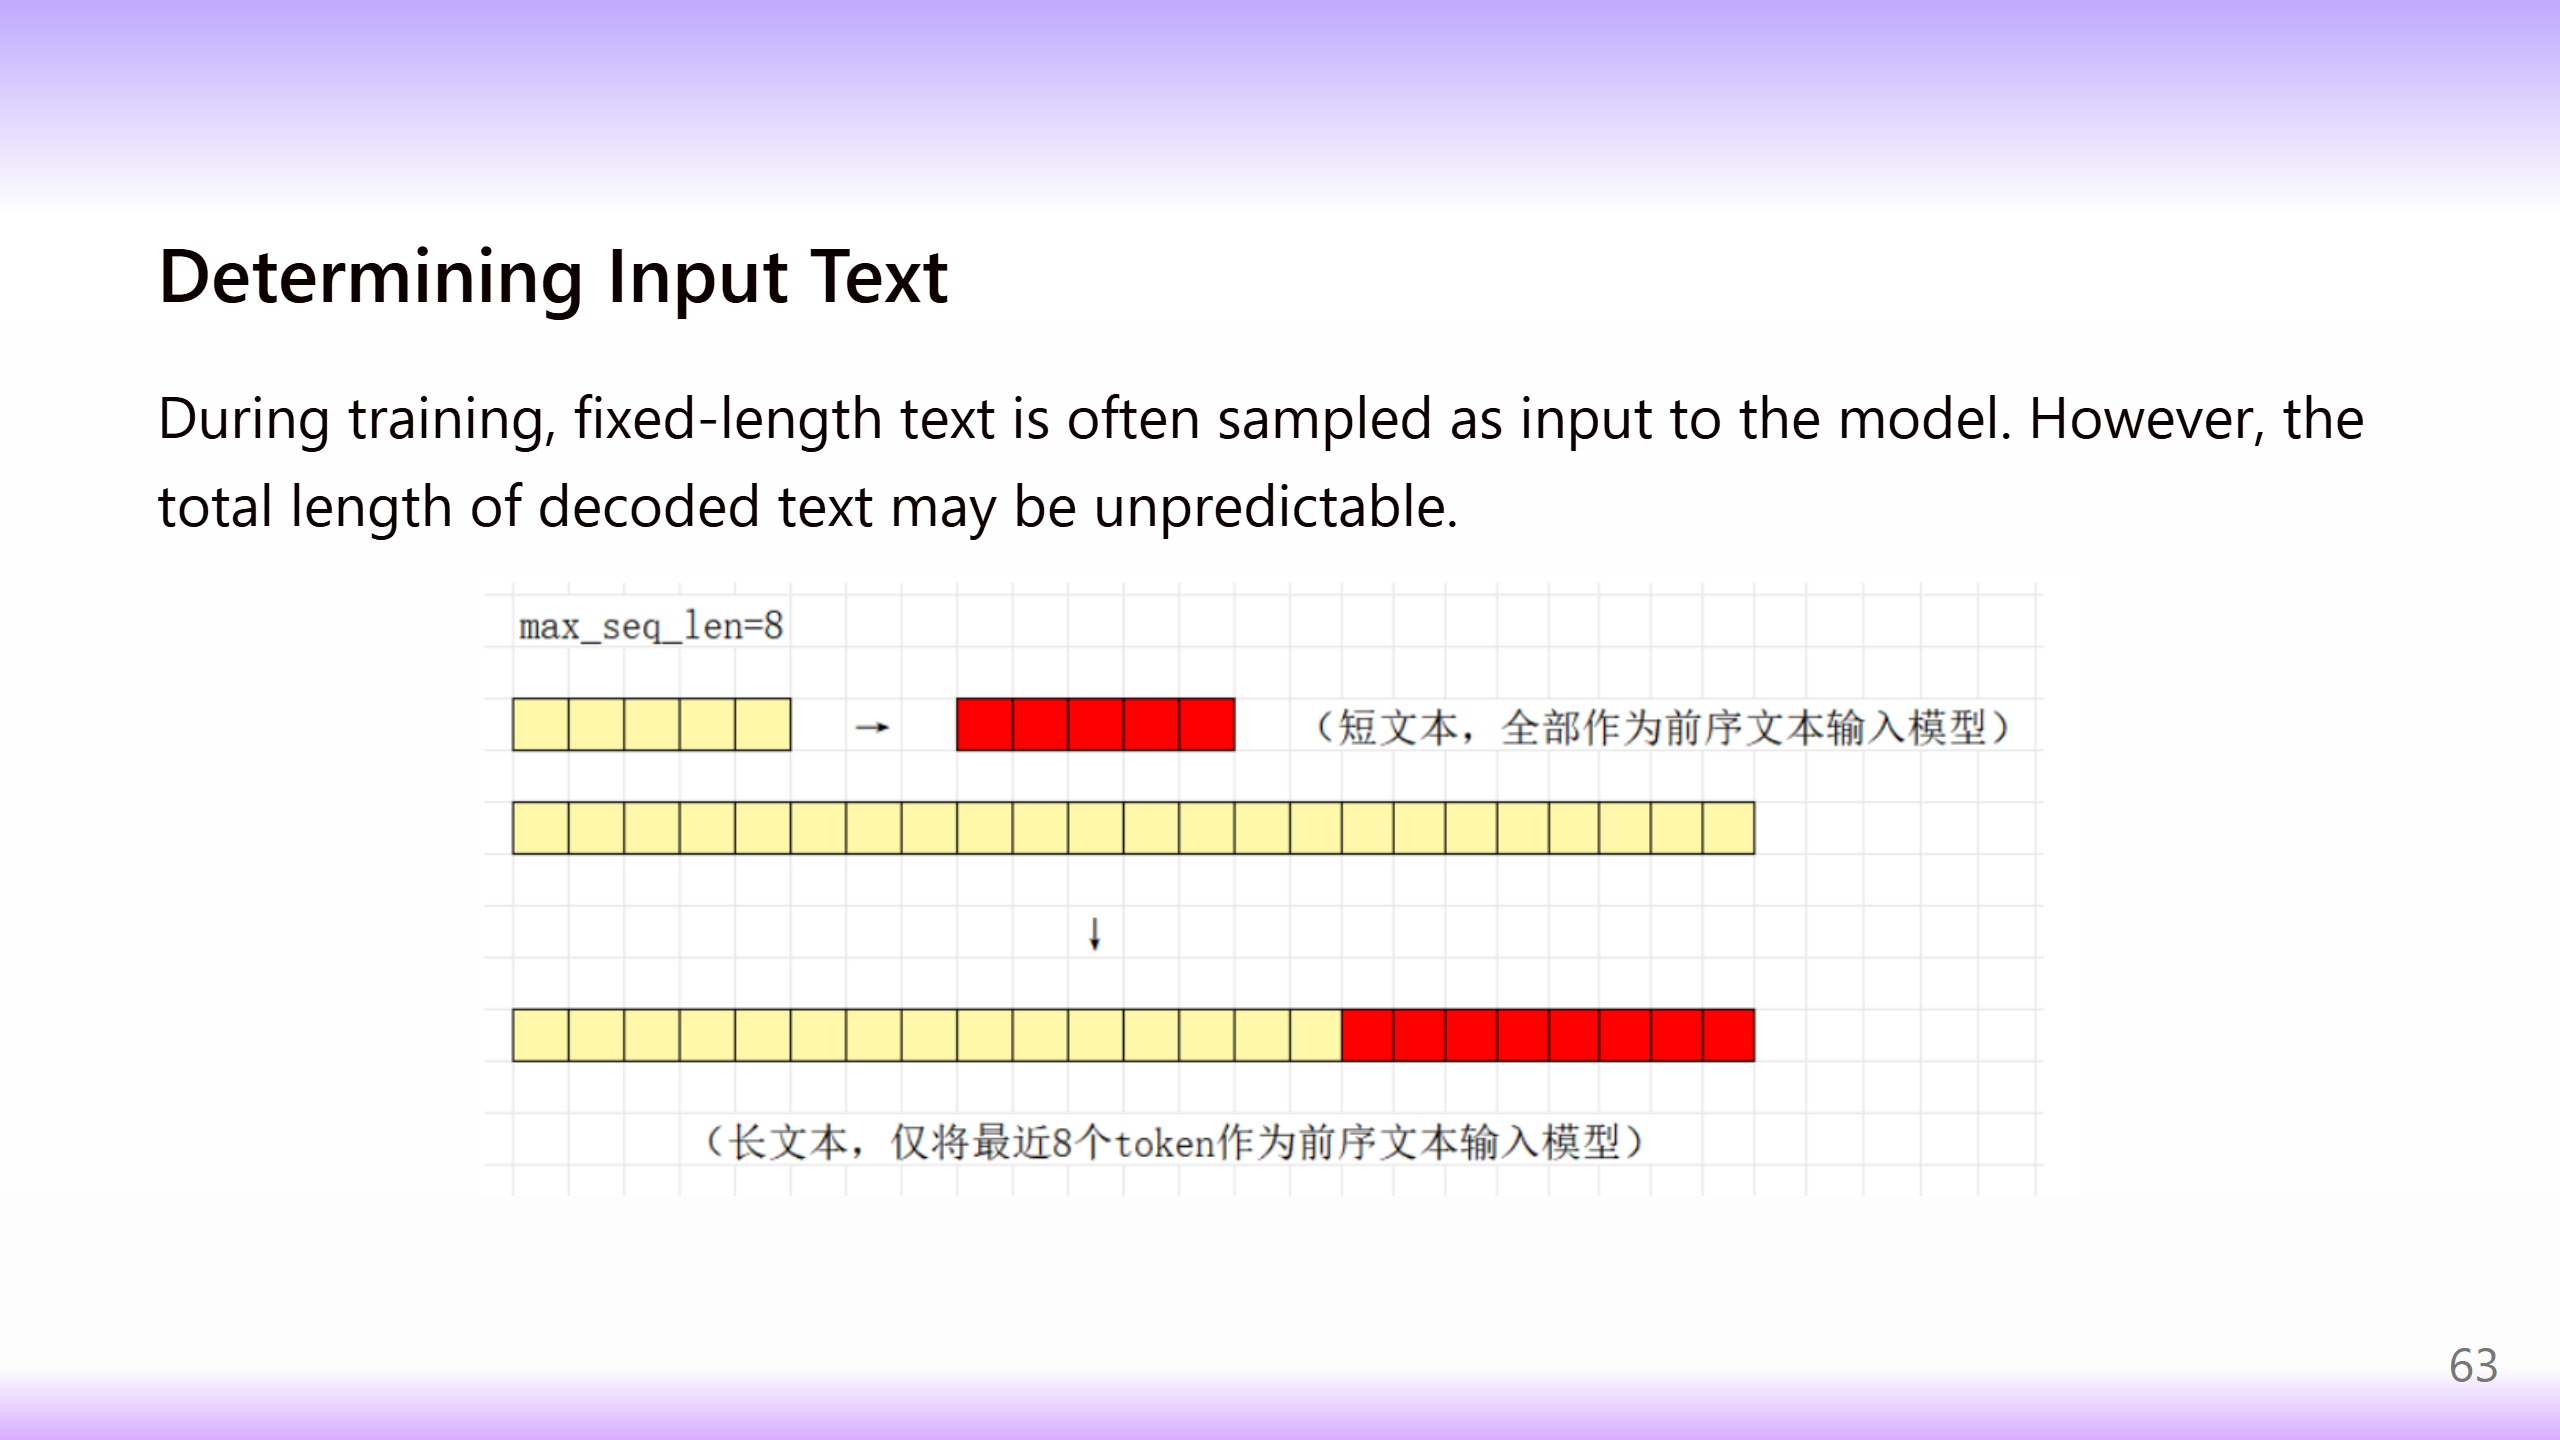 Determining Input Text
During training, fixed-length text is often sampled as input to the model. However, the
total length of decoded text may be unpredictable.
max_seq_len=8
→
（短文本，全部作为前序文本输入模型）
↓
（长文本，仅将最近8个token作为前序文本输入模型）
63